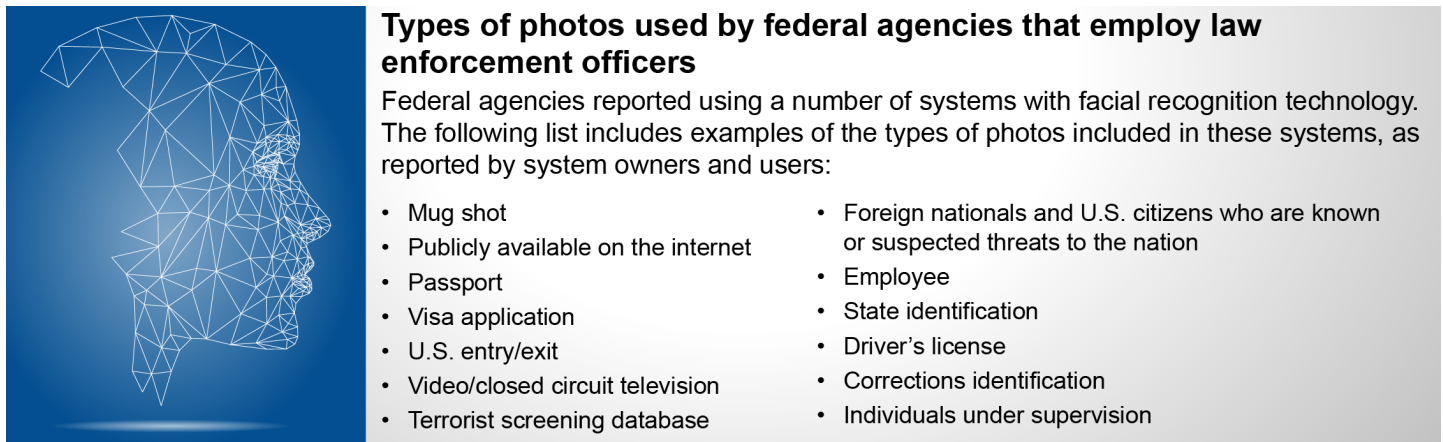 Types of photos used by federal agencies that employ law
enforcement officers
Federal agencies reported using a number of systems with facial recognition technology.
The following list includes examples of the types of photos included in these systems, as
reported by system owners and users:
• Mug shot
• Publicly available on the internet
• Passport
• Visa application
• U.S. entry/exit
• Video/closed circuit television
• Terrorist screening database
• Foreign nationals and U.S. citizens who are known
or suspected threats to the nation
• Employee
• State identification
• Driver’s license
• Corrections identification
• Individuals under supervision